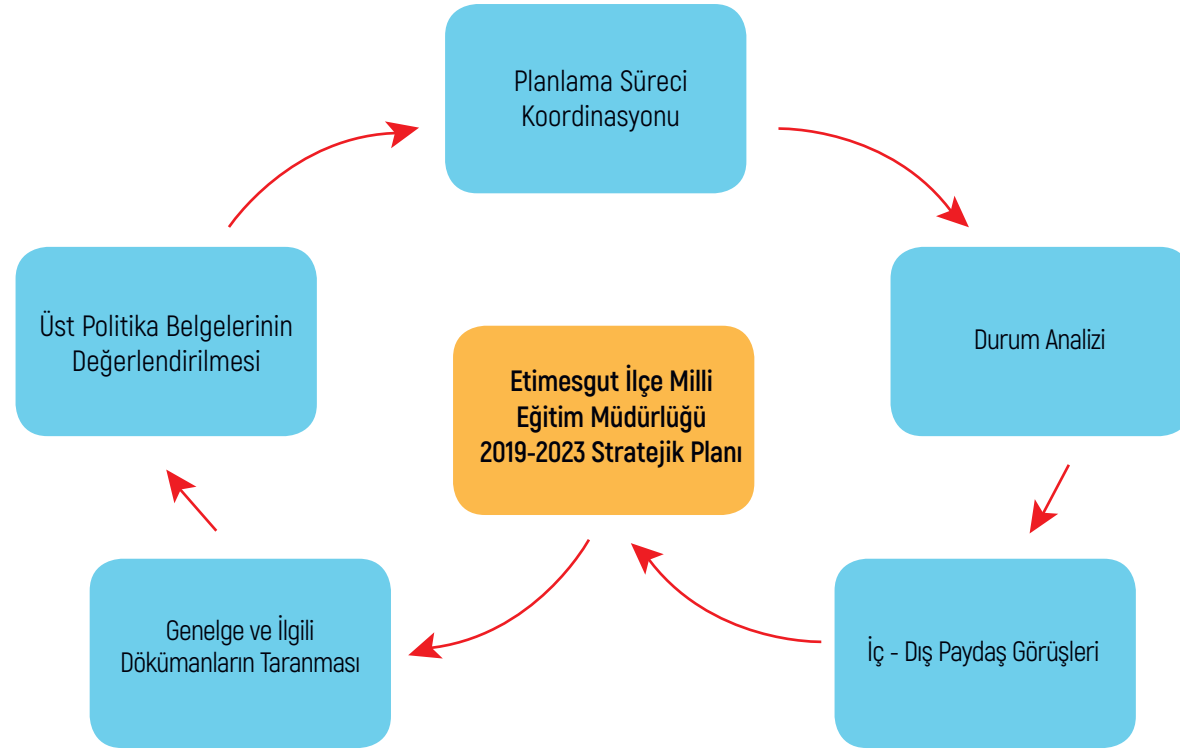 Planlama Süreci
Koordinasyonu
Üst Politika Belgelerinin
Değerlendirilmesi
Durum Analizi
Etimesgut İlçe Milli
Eğitim Müdürlüğü
2019-2023 Stratejik Planı
Genelge ve İlgili
Dökümanların Taranması
İç - Dış Paydaş Görüşleri